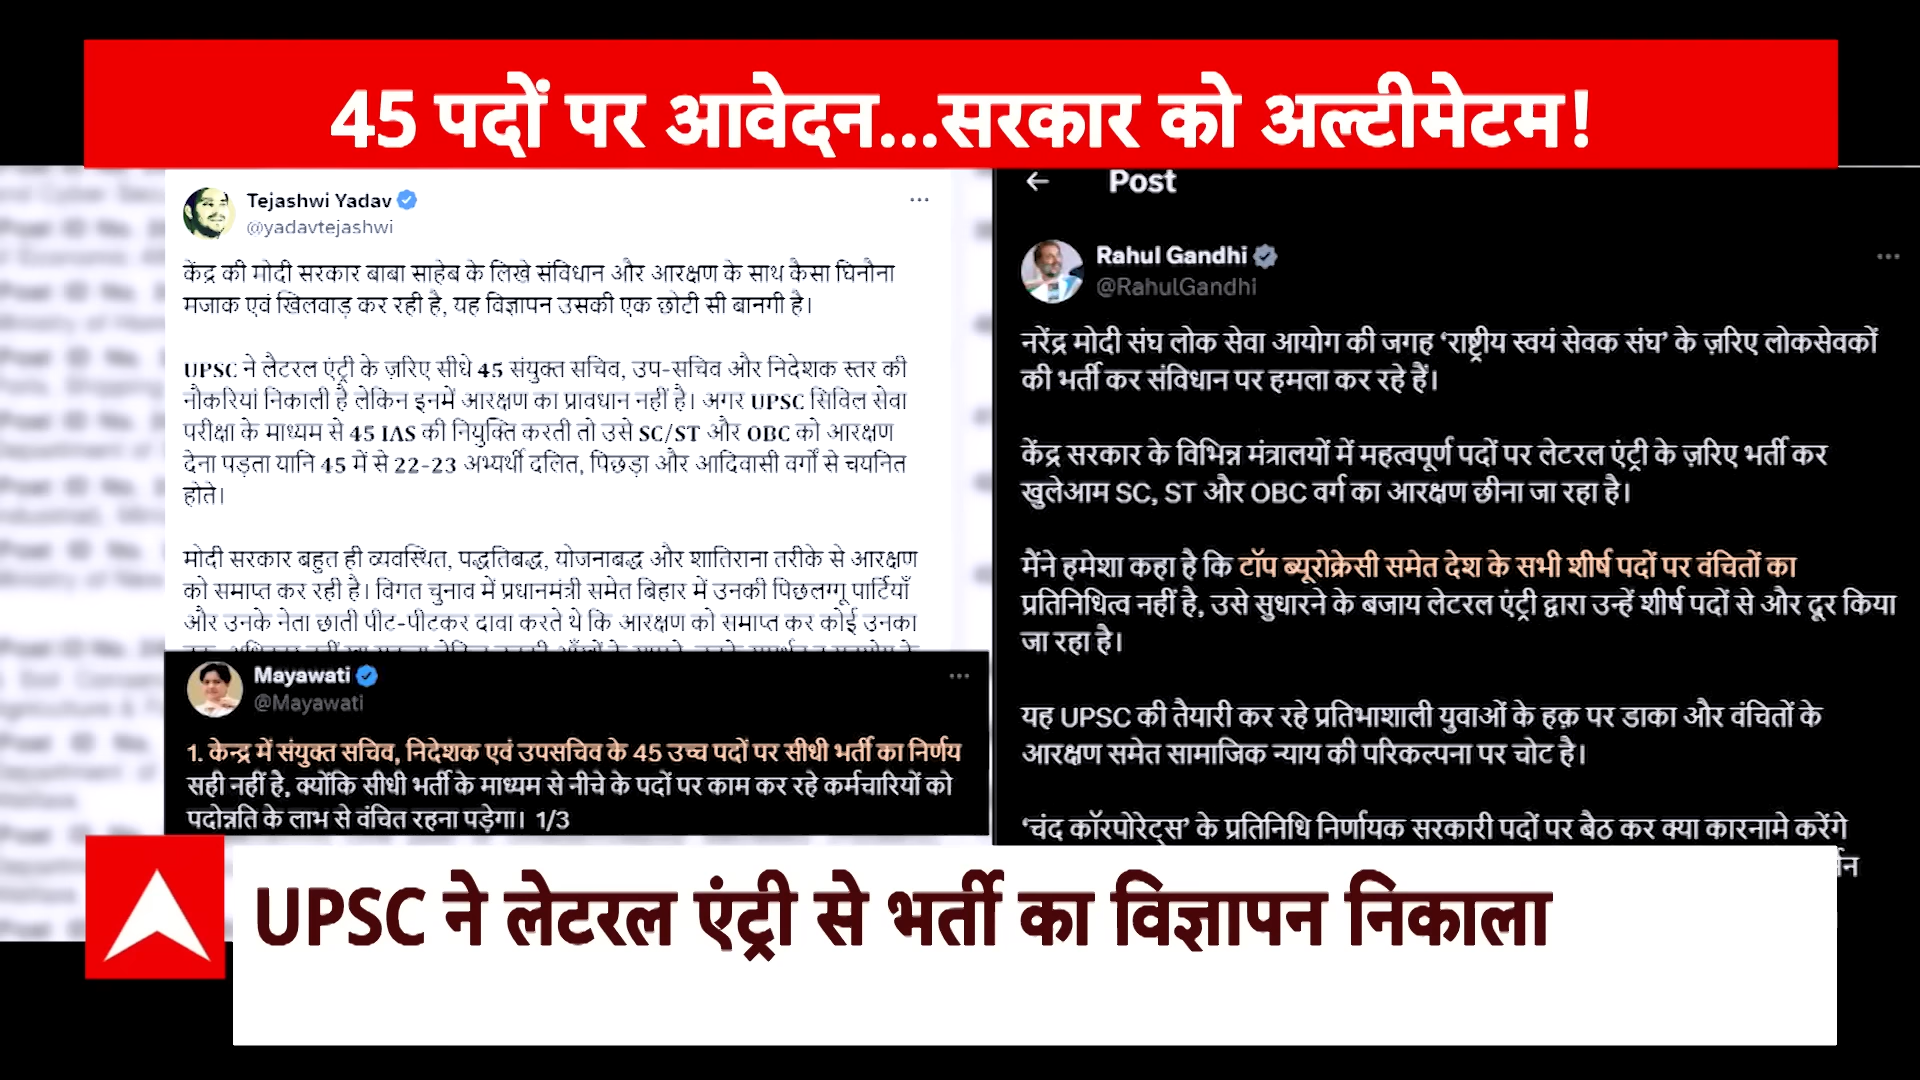 45 पदों पर आवेदन...सरकार को अल्टीमेटम!
Tejashwi Yadav
@yadavtejashwi
केंद्र की मोदी सरकार बाबा साहेब के लिखे संविधान और आरक्षण के साथ कैसा घिनौना
मजाक एवं खिलवाड़ कर रही है, यह विज्ञापन उसकी एक छोटी सी बानगी है।
UPSC ने लैटरल एंट्री के ज़रिए सीधे 45 संयुक्त सचिव, उप-सचिव और निदेशक स्तर की
नौकरियां निकाली है लेकिन इनमें आरक्षण का प्रावधान नहीं है। अगर UPSC सिविल सेवा
परीक्षा के माध्यम से 45 IAS की नियुक्ति करती तो उसे SC/ST और OBC को आरक्षण
देना पड़ता यानि 45 में से 22-23 अभ्यर्थी दलित, पिछड़ा और आदिवासी वर्गों से चयनित
होते।
मोदी सरकार बहुत ही व्यवस्थित, पद्धतिबद्ध, योजनाबद्ध और शातिराना तरीके से आरक्षण
को समाप्त कर रही है। विगत चुनाव में प्रधानमंत्री समेत बिहार में उनकी पिछलग्गू पार्टियाँ
और उनके नेता छाती पीट-पीटकर दावा करते थे कि आरक्षण को समाप्त कर कोई उनका
Mayawati
@Mayawati
1. केन्द्र में संयुक्त सचिव, निदेशक एवं उपसचिव के 45 उच्च पदों पर सीधी भर्ती का निर्णय
सही नहीं है, क्योंकि सीधी भर्ती के माध्यम से नीचे के पदों पर काम कर रहे कर्मचारियों को
पदोन्नति के लाभ से वंचित रहना पड़ेगा। 1/3
Post
Rahul Gandhi
@RahulGandhi
नरेंद्र मोदी संघ लोक सेवा आयोग की जगह ‘राष्ट्रीय स्वयं सेवक संघ’ के ज़रिए लोकसेवकों
की भर्ती कर संविधान पर हमला कर रहे हैं।
केंद्र सरकार के विभिन्न मंत्रालयों में महत्वपूर्ण पदों पर लेटरल एंट्री के ज़रिए भर्ती कर
खुलेआम SC, ST और OBC वर्ग का आरक्षण छीना जा रहा है।
मैंने हमेशा कहा है कि टॉप ब्यूरोक्रेसी समेत देश के सभी शीर्ष पदों पर वंचितों का
प्रतिनिधित्व नहीं है, उसे सुधारने के बजाय लेटरल एंट्री द्वारा उन्हें शीर्ष पदों से और दूर किया
जा रहा है।
यह UPSC की तैयारी कर रहे प्रतिभाशाली युवाओं के हक़ पर डाका और वंचितों के
आरक्षण समेत सामाजिक न्याय की परिकल्पना पर चोट है।
‘चंद कॉरपोरेट्स’ के प्रतिनिधि निर्णायक सरकारी पदों पर बैठ कर क्या कारनामे करेंगे
UPSC ने लेटरल एंट्री से भर्ती का विज्ञापन निकाला